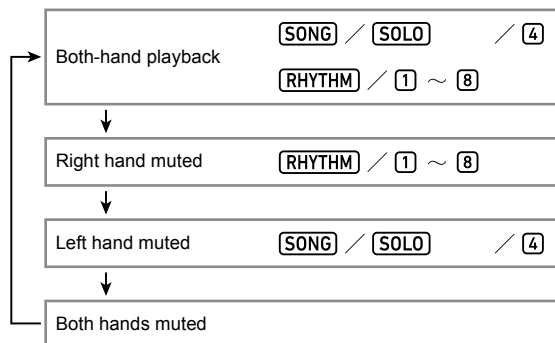 Both-hand playback SONG / SOLO / 4
RHYTHM / 1 ~ 8
Right hand muted RHYTHM / 1 ~ 8
Left hand muted SONG / SOLO / 4
Both hands muted